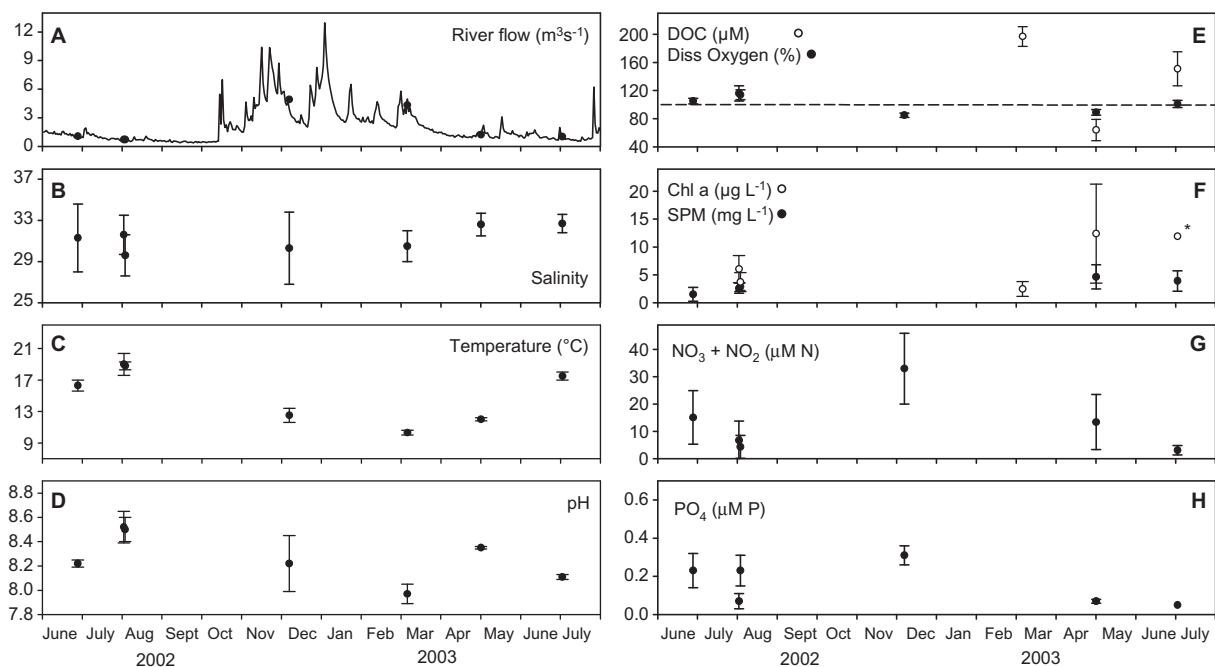 A
River flow (m³s⁻¹)
12
9
6
3
0
B
37
33
29
25
Salinity
C
Temperature (°C)
21
17
13
9
D
pH
8.8
8.6
8.4
8.2
8.0
7.8
June July Aug Sept Oct Nov Dec Jan Feb Mar Apr May June July
2002 2003
E
DOC (µM)
Diss Oxygen (%)
200
160
120
80
40
F
Chl a (µg L⁻¹)
SPM (mg L⁻¹)
20
15
10
5
0
*
G
NO₃ + NO₂ (µM N)
40
30
20
10
0
H
PO₄ (µM P)
0.6
0.4
0.2
0.0
June July Aug Sept Oct Nov Dec Jan Feb Mar Apr May June July
2002 2003